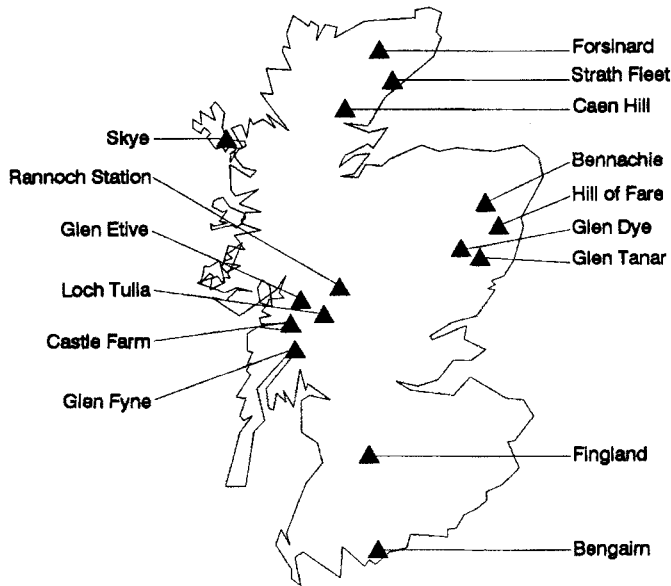 Forsinard
Strath Fleet
Caen Hill
Skye
Bennachie
Rannoch Station
Hill of Fare
Glen Etive
Glen Dye
Glen Tanar
Loch Tulla
Castle Farm
Glen Fyne
Fingland
Bengairn